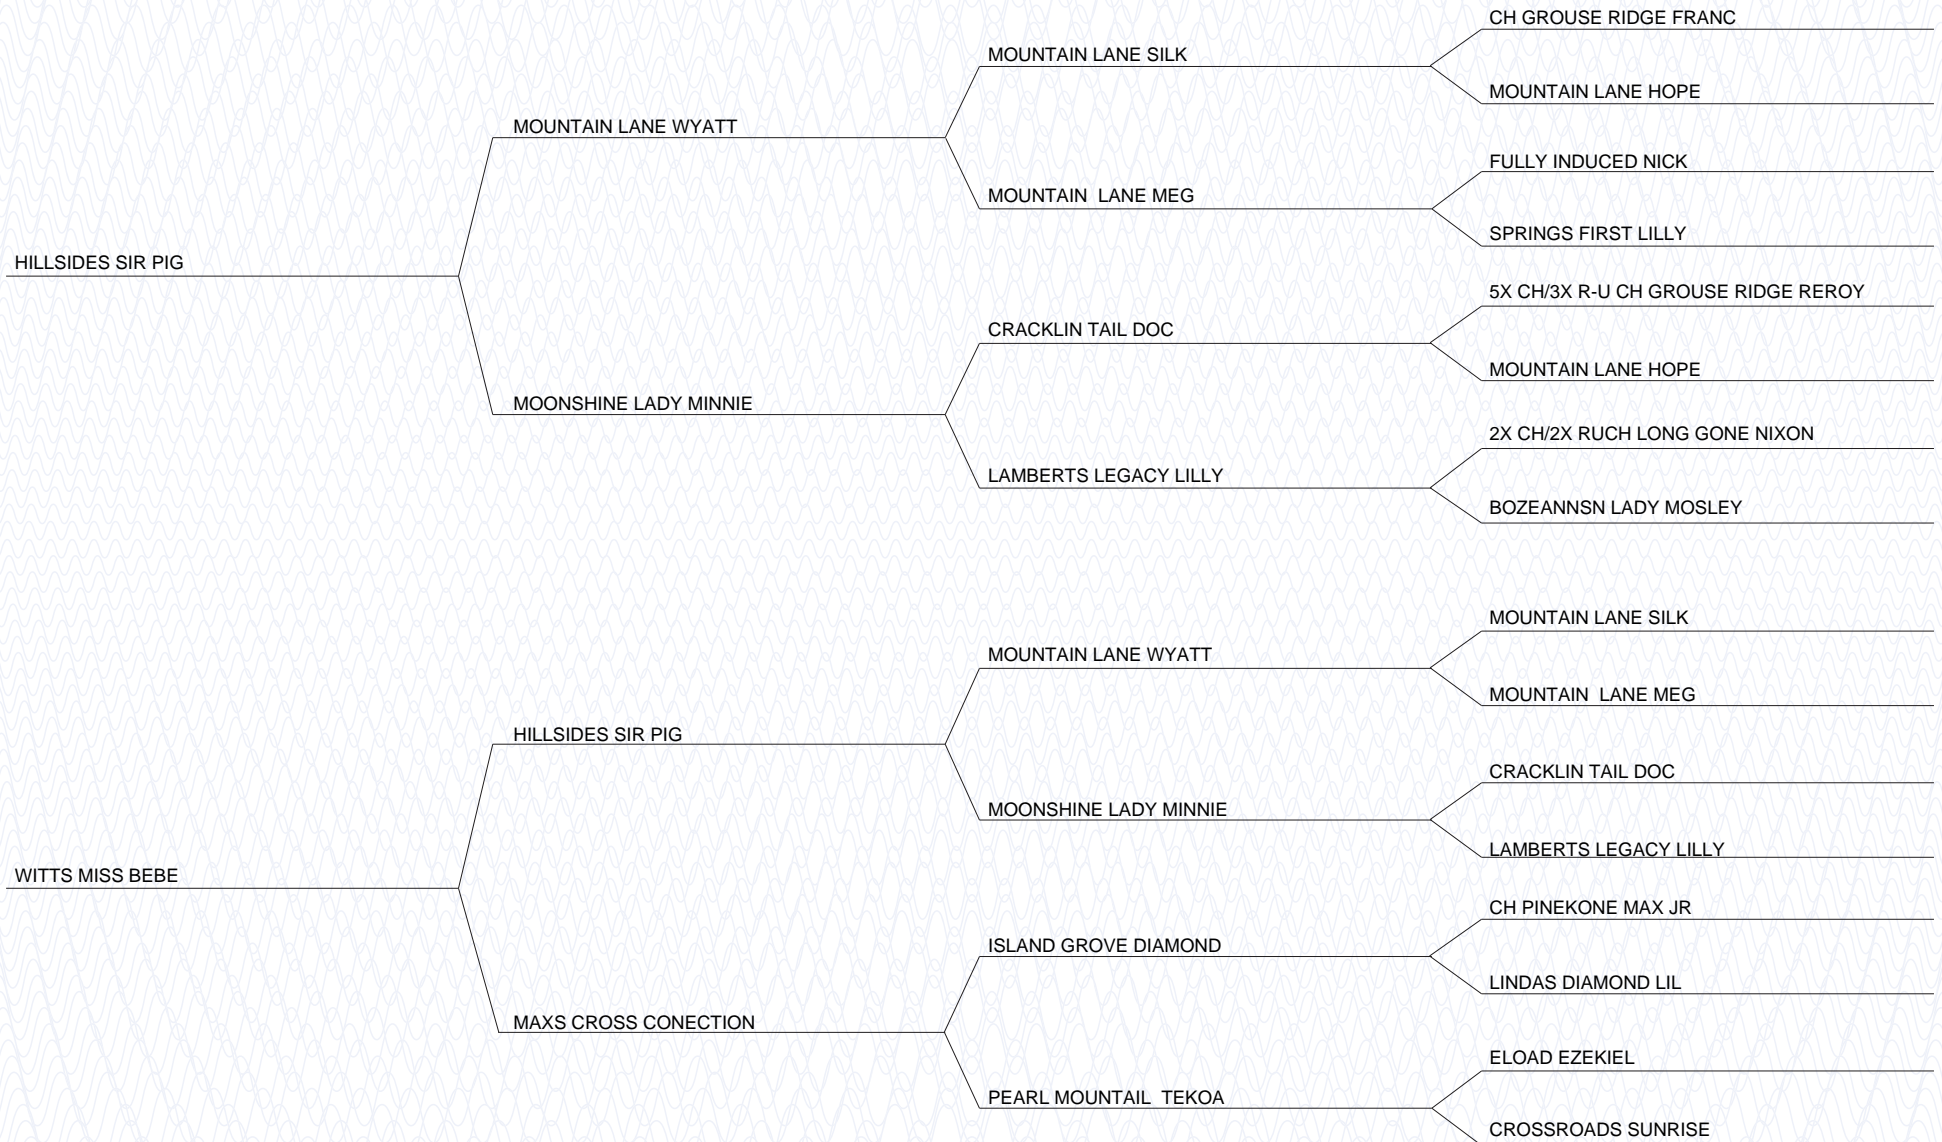 CH GROUSE RIDGE FRANC
MOUNTAIN LANE SILK
MOUNTAIN LANE HOPE
MOUNTAIN LANE WYATT
FULLY INDUCED NICK
MOUNTAIN  LANE MEG
SPRINGS FIRST LILLY
HILLSIDES SIR PIG
5X CH/3X R-U CH GROUSE RIDGE REROY
CRACKLIN TAIL DOC
MOUNTAIN LANE HOPE
MOONSHINE LADY MINNIE
2X CH/2X RUCH LONG GONE NIXON
LAMBERTS LEGACY LILLY
BOZEANNSN LADY MOSLEY
MOUNTAIN LANE SILK
MOUNTAIN LANE WYATT
MOUNTAIN  LANE MEG
HILLSIDES SIR PIG
CRACKLIN TAIL DOC
MOONSHINE LADY MINNIE
LAMBERTS LEGACY LILLY
WITTS MISS BEBE
CH PINEKONE MAX JR
ISLAND GROVE DIAMOND
LINDAS DIAMOND LIL
MAXS CROSS CONECTION
ELOAD EZEKIEL
PEARL MOUNTAIL  TEKOA
CROSSROADS SUNRISE